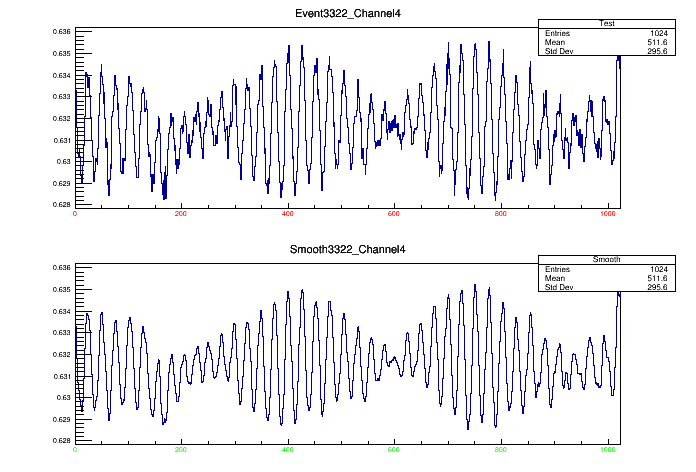 Event3322_Channel4
Test
Entries 1024
Mean 511.6
Std Dev 295.6
0.636
0.635
0.634
0.633
0.632
0.631
0.63
0.629
0.628
0 200 400 600 800 1000
Smooth3322_Channel4
Smooth
Entries 1024
Mean 511.6
Std Dev 295.6
0.636
0.635
0.634
0.633
0.632
0.631
0.63
0.629
0.628
0 200 400 600 800 1000